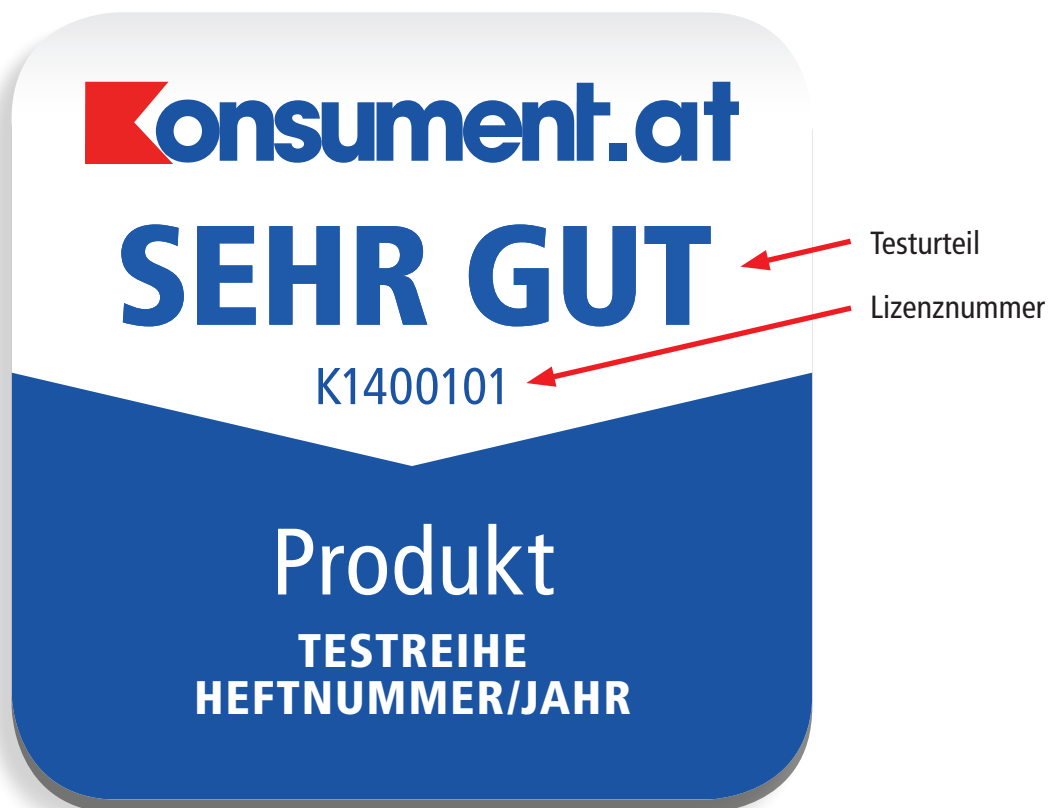 Konsument.at
SEHR GUT
Testurteil
Lizenznummer
K1400101
Produkt
TESTREIHE
HEFTNUMMER/JAHR